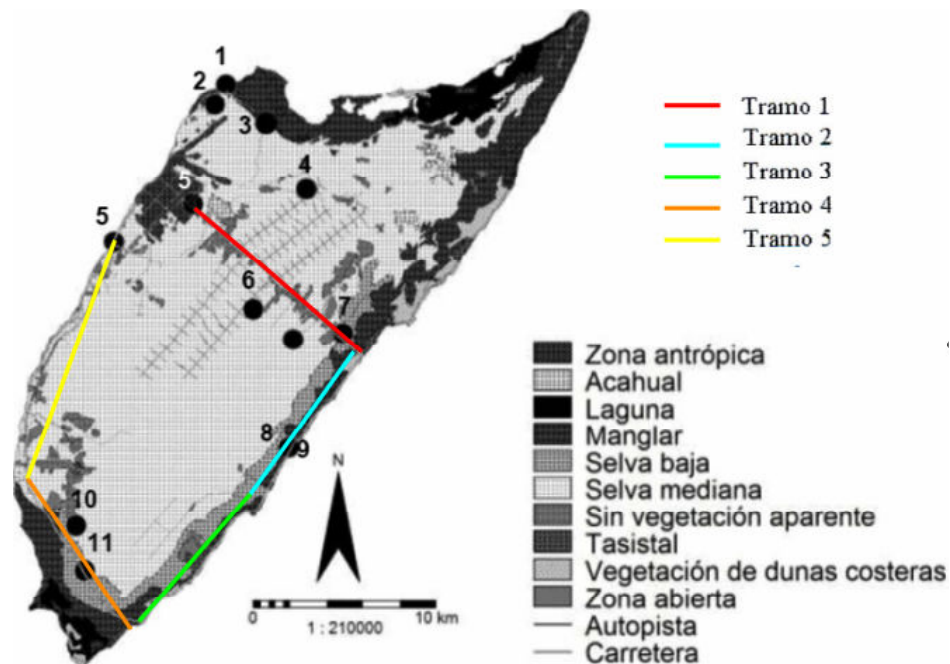 1
2
3
4
5
5
6
7
8
9
10
11
Tramo 1
Tramo 2
Tramo 3
Tramo 4
Tramo 5
Zona antrópica
Acahual
Laguna
Manglar
Selva baja
Selva mediana
Sin vegetación aparente
Tasistal
Vegetación de dunas costeras
Zona abierta
Autopista
Carretera
N
0 10 km
1 : 210000